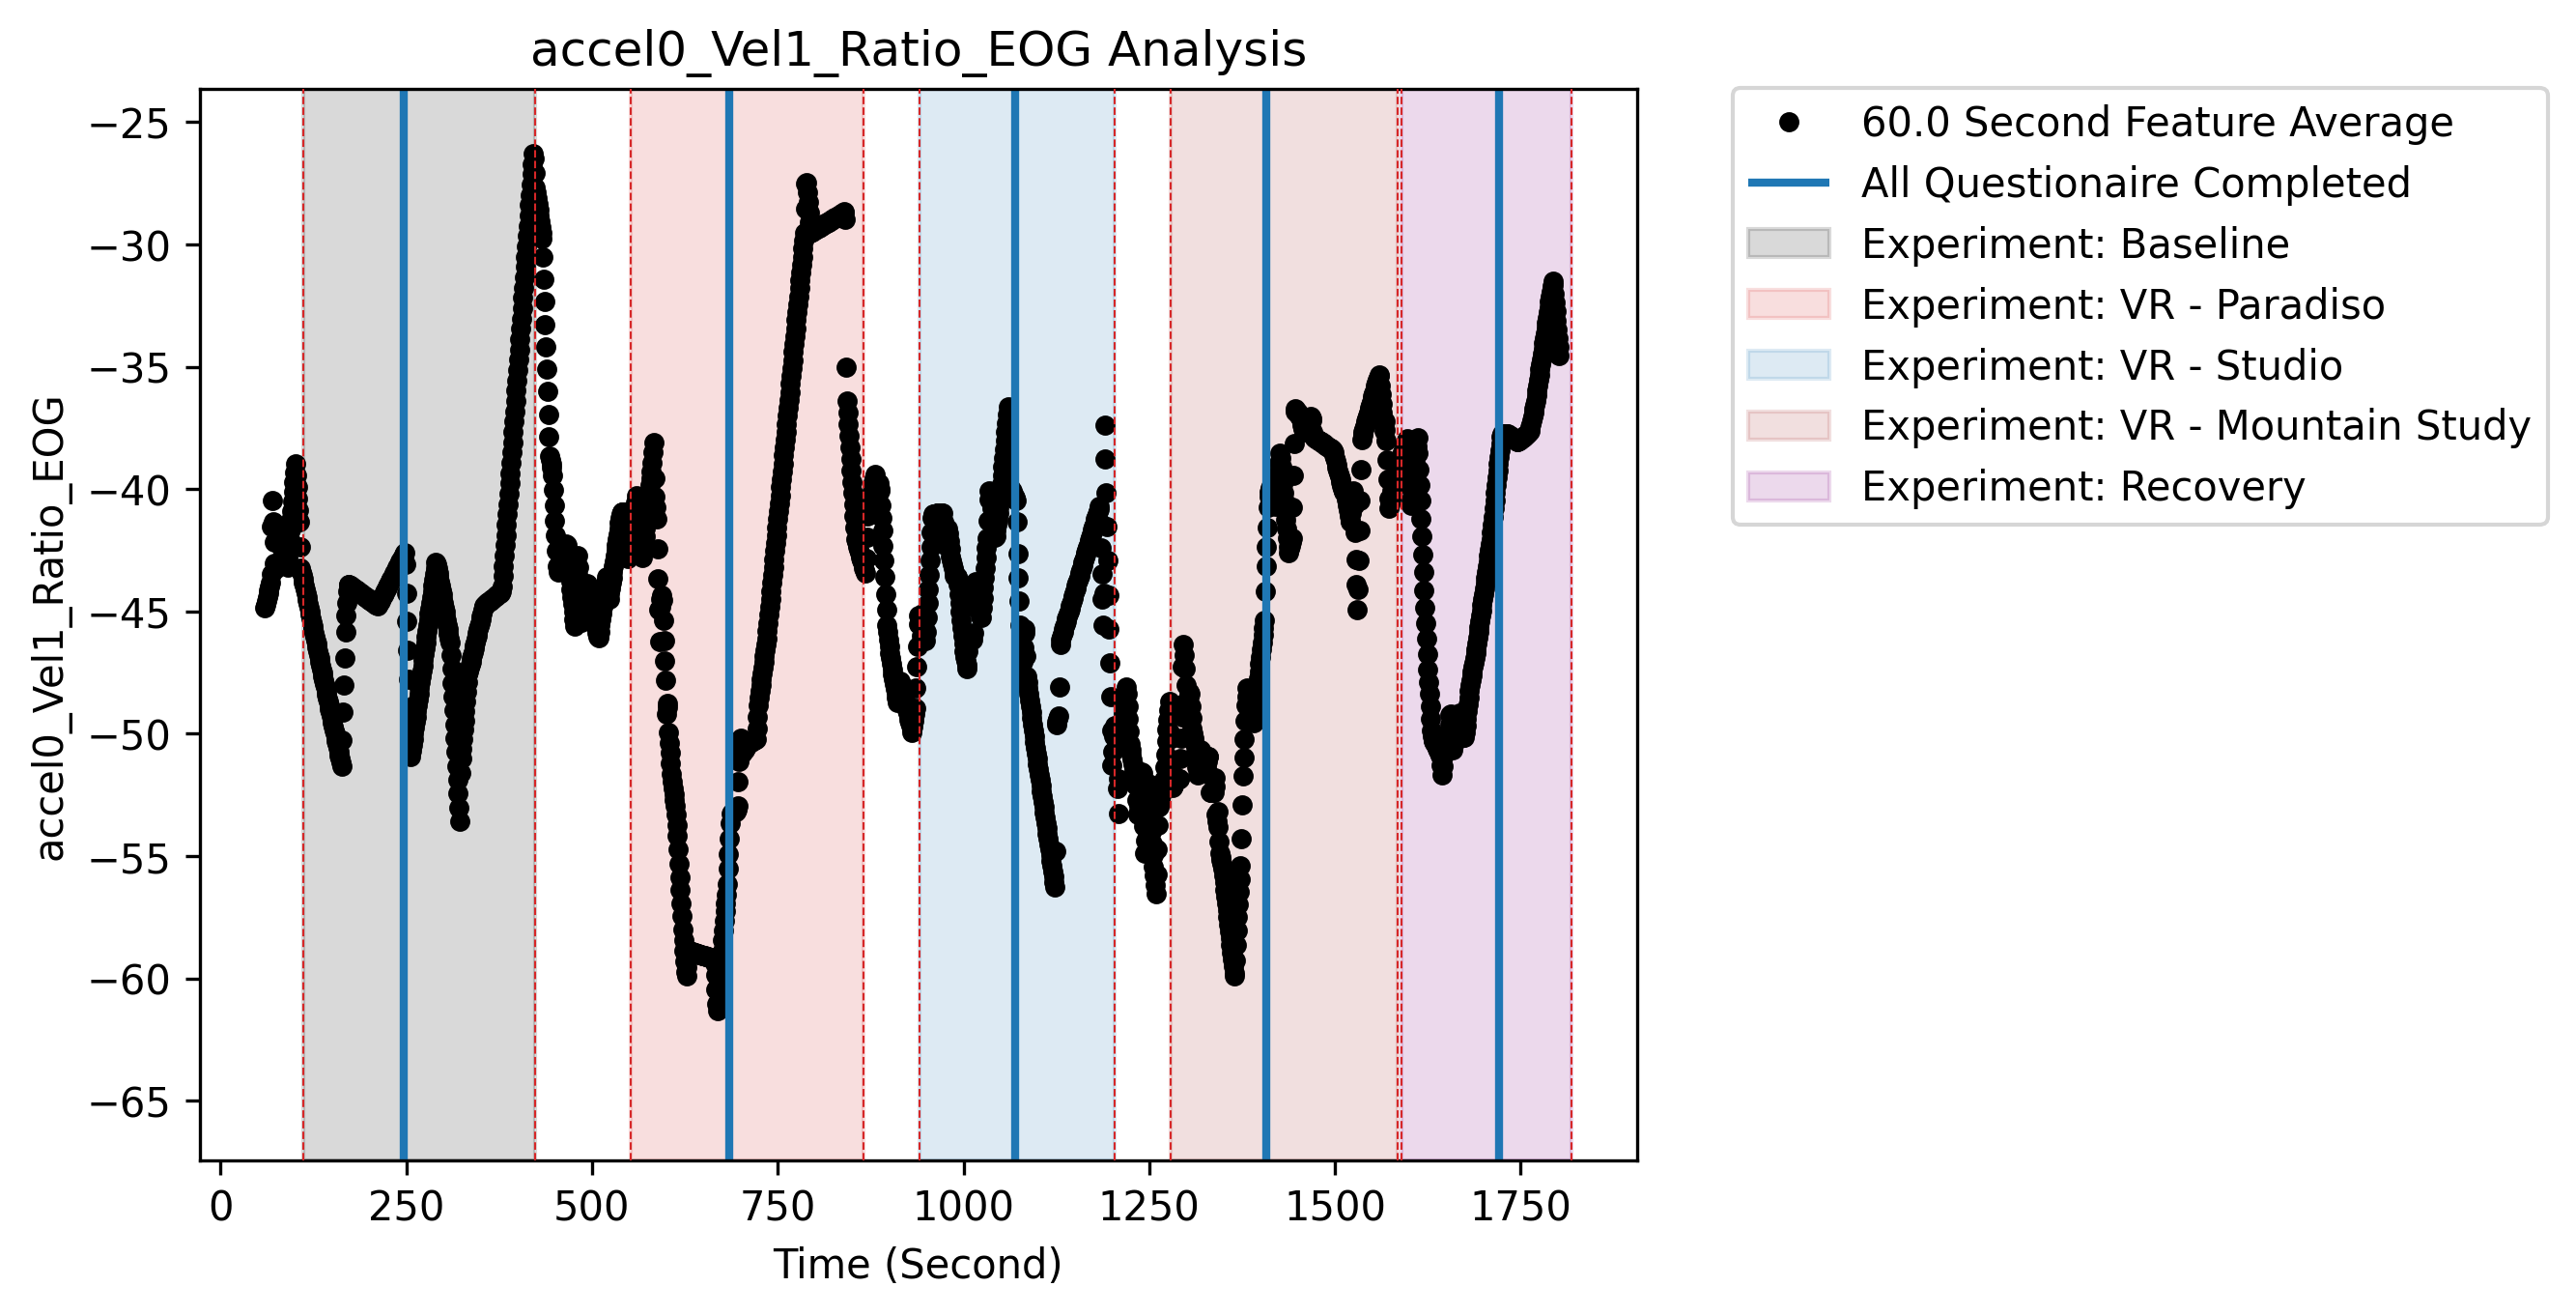 accel0_Vel1_Ratio_EOG Analysis
accel0_Vel1_Ratio_EOG
−25
−30
−35
−40
−45
−50
−55
−60
−65
0
250
500
750
1000
1250
1500
1750
Time (Second)
60.0 Second Feature Average
All Questionaire Completed
Experiment: Baseline
Experiment: VR - Paradiso
Experiment: VR - Studio
Experiment: VR - Mountain Study
Experiment: Recovery